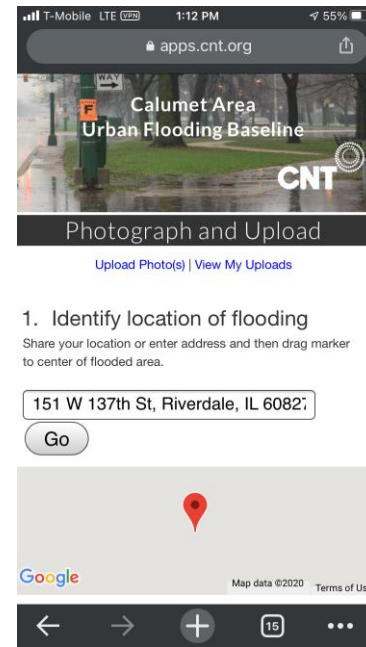 T-Mobile LTE VPN 1:12 PM 55%
apps.cnt.org
WAY
F
Calumet Area
Urban Flooding Baseline
CNT
Photograph and Upload
Upload Photo(s) | View My Uploads
1. Identify location of flooding
Share your location or enter address and then drag marker
to center of flooded area.
151 W 137th St, Riverdale, IL 60827
Go
Google
Map data ©2020
Terms of Us
15